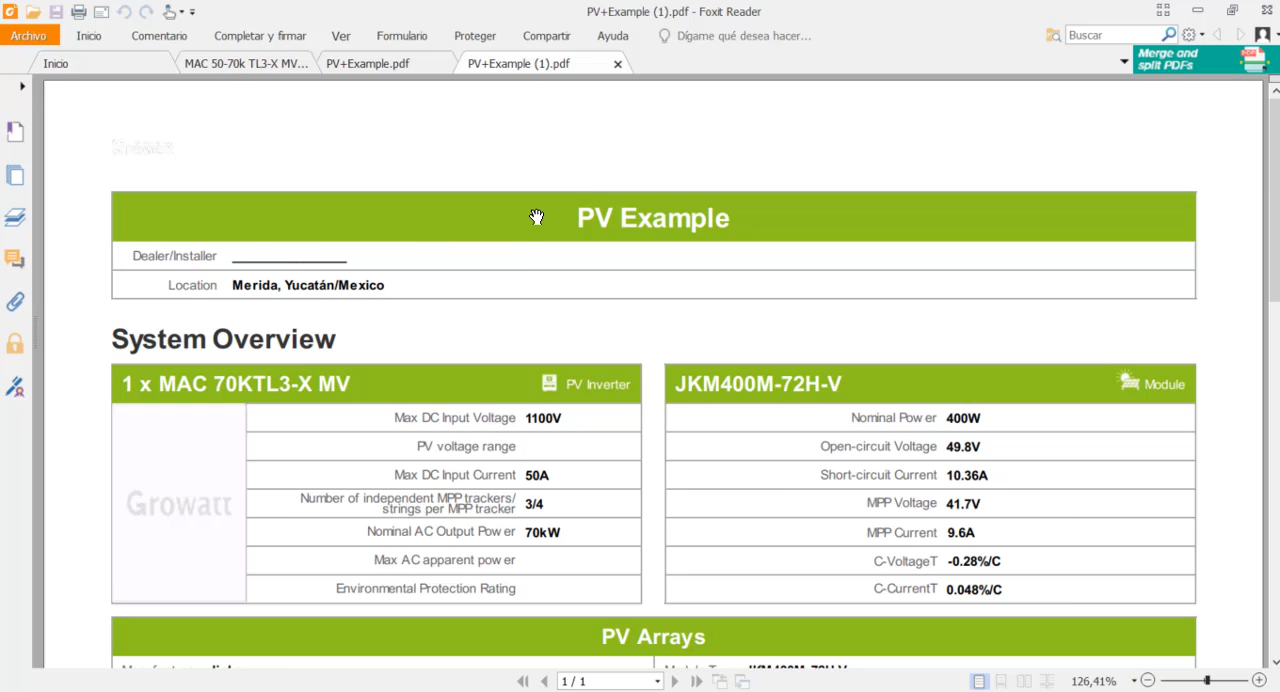 PV+Example (1).pdf - Foxit Reader
Archivo Inicio Comentario Completar y firmar Ver Formulario Proteger Compartir Ayuda Dígame qué desea hacer... Buscar
Inicio MAC 50-70k TL3-X MV... PV+Example.pdf PV+Example (1).pdf
Merge and
split PDFs
Growatt
PV Example
Dealer/Installer
Location Merida, Yucatán/Mexico
System Overview
1 x MAC 70KTL3-X MV PV Inverter
Growatt
Max DC Input Voltage 1100V
PV voltage range
Max DC Input Current 50A
Number of independent MPP trackers/
strings per MPP tracker 3/4
Nominal AC Output Power 70kW
Max AC apparent power
Environmental Protection Rating
JKM400M-72H-V Module
Nominal Power 400W
Open-circuit Voltage 49.8V
Short-circuit Current 10.36A
MPP Voltage 41.7V
MPP Current 9.6A
C-VoltageT -0.28%/C
C-CurrentT 0.048%/C
PV Arrays
JKM400M-72H-V
1 / 1
126,41%